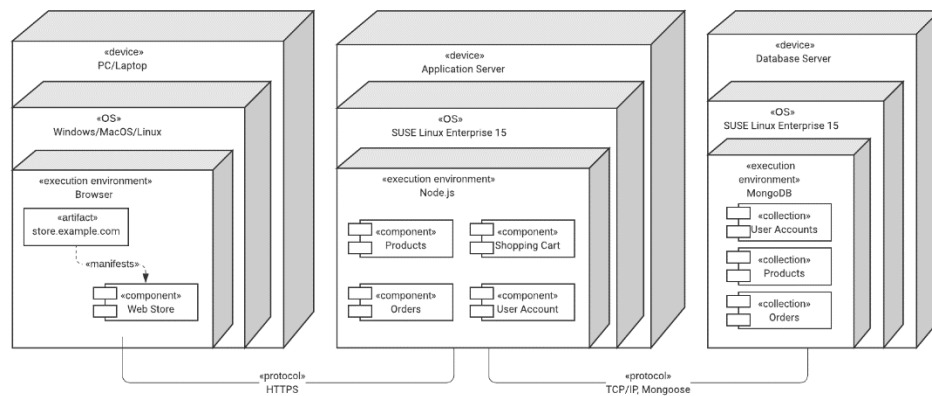 «device»
PC/Laptop
«OS»
Windows/MacOS/Linux
«execution environment»
Browser
«artifact»
store.example.com
«manifests»
«component»
Web Store
«device»
Application Server
«OS»
SUSE Linux Enterprise 15
«execution environment»
Node.js
«component»
Products
«component»
Shopping Cart
«component»
Orders
«component»
User Account
«device»
Database Server
«OS»
SUSE Linux Enterprise 15
«execution
environment»
MongoDB
«collection»
User Accounts
«collection»
Products
«collection»
Orders
«protocol»
HTTPS
«protocol»
TCP/IP, Mongoose